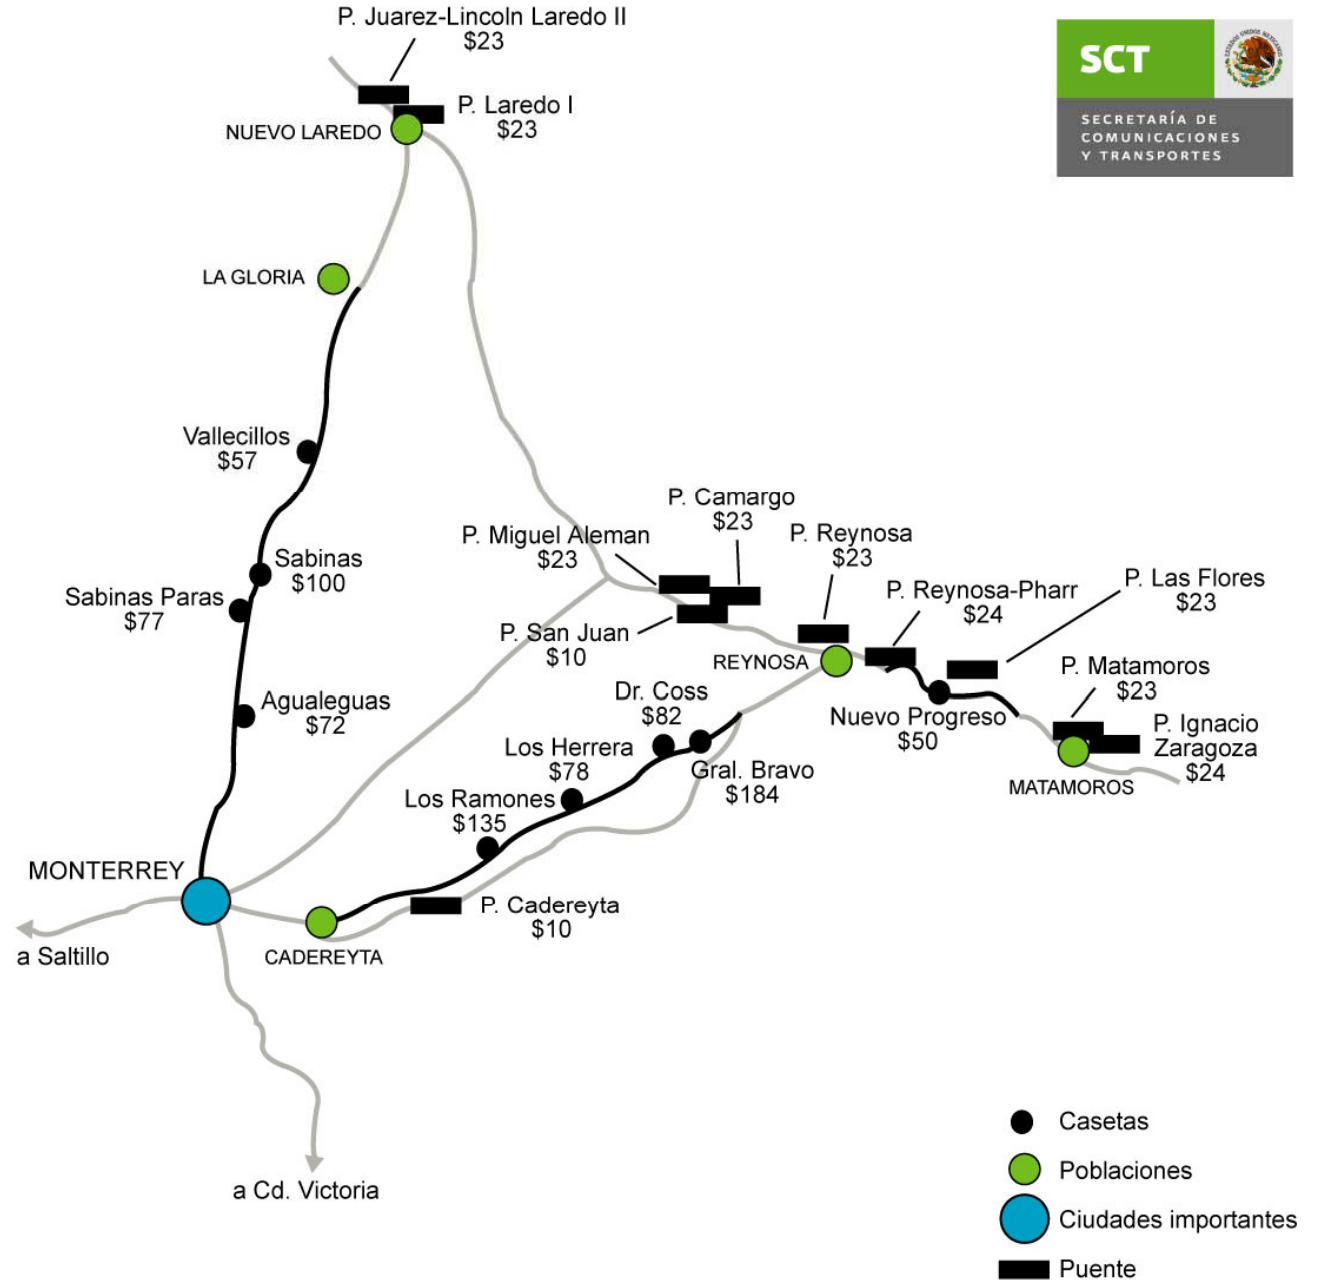 P. Juarez-Lincoln Laredo II
$23
SCT
SECRETARÍA DE
COMUNICACIONES
Y TRANSPORTES
P. Laredo I
$23
NUEVO LAREDO
LA GLORIA
Vallecillos
$57
P. Camargo
$23
P. Miguel Aleman
$23
P. Reynosa
$23
Sabinas
$100
Sabinas Paras
$77
P. Las Flores
$23
P. Reynosa-Pharr
$24
P. San Juan
$10
REYNOSA
P. Matamoros
$23
Dr. Coss
$82
Agualeguas
$72
Nuevo Progreso
$50
P. Ignacio
Zaragoza
$24
Los Herrera
$78
Gral. Bravo
$184
MATAMOROS
Los Ramones
$135
MONTERREY
P. Cadereyta
$10
a Saltillo
CADEREYTA
Casetas
Poblaciones
a Cd. Victoria
Ciudades importantes
Puente